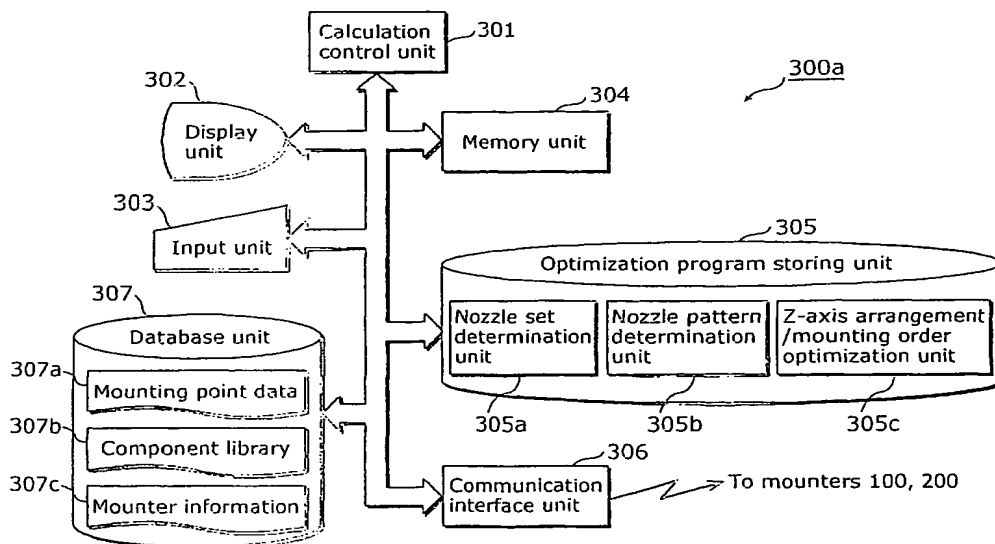 Calculation
control unit
301
300a
302
Display
unit
304
Memory unit
303
Input unit
305
Optimization program storing unit
Nozzle set
determination
unit
Nozzle pattern
determination
unit
Z-axis arrangement
/mounting order
optimization unit
305a
305b
305c
307
Database unit
307a
Mounting point data
307b
Component library
307c
Mounter information
306
Communication
interface unit
To mounters 100, 200